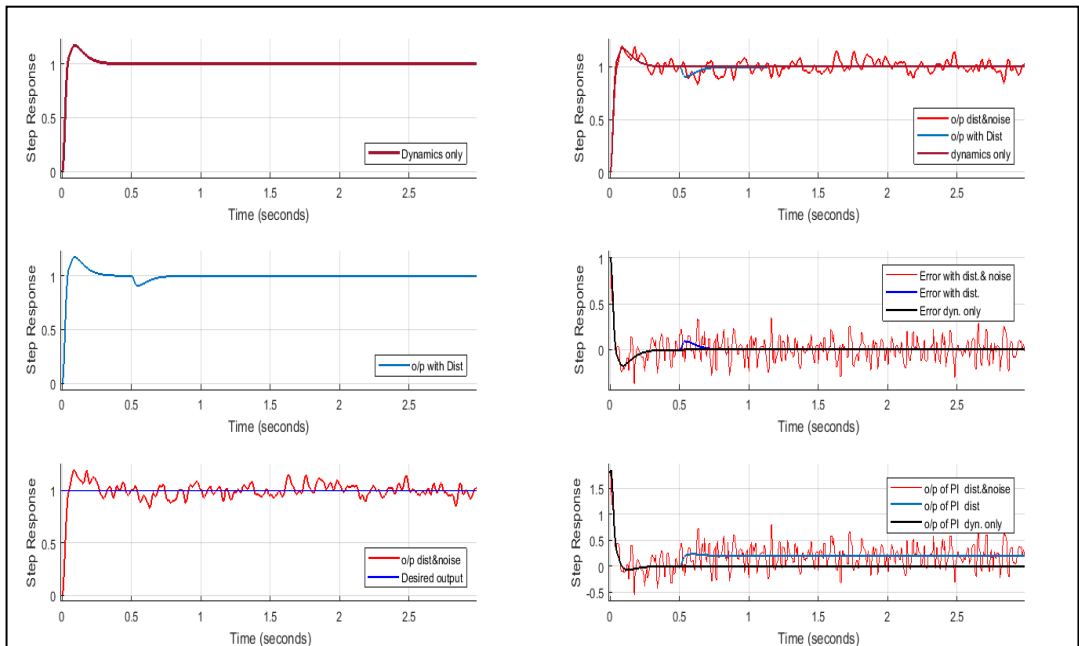 Step Response
1
0.5
0
Dynamics only
0 0.5 1 1.5 2 2.5
Time (seconds)
Step Response
1
0.5
0
o/p dist&noise
o/p with Dist
dynamics only
0 0.5 1 1.5 2 2.5
Time (seconds)
Step Response
1
0.5
0
o/p with Dist
0 0.5 1 1.5 2 2.5
Time (seconds)
Step Response
1
0.5
0
Error with dist.& noise
Error with dist.
Error dyn. only
0 0.5 1 1.5 2 2.5
Time (seconds)
Step Response
1
0.5
0
o/p dist&noise
Desired output
0 0.5 1 1.5 2 2.5
Time (seconds)
Step Response
1.5
1
0.5
0
-0.5
o/p of PI dist.&noise
o/p of PI dist
o/p of PI dyn. only
0 0.5 1 1.5 2 2.5
Time (seconds)